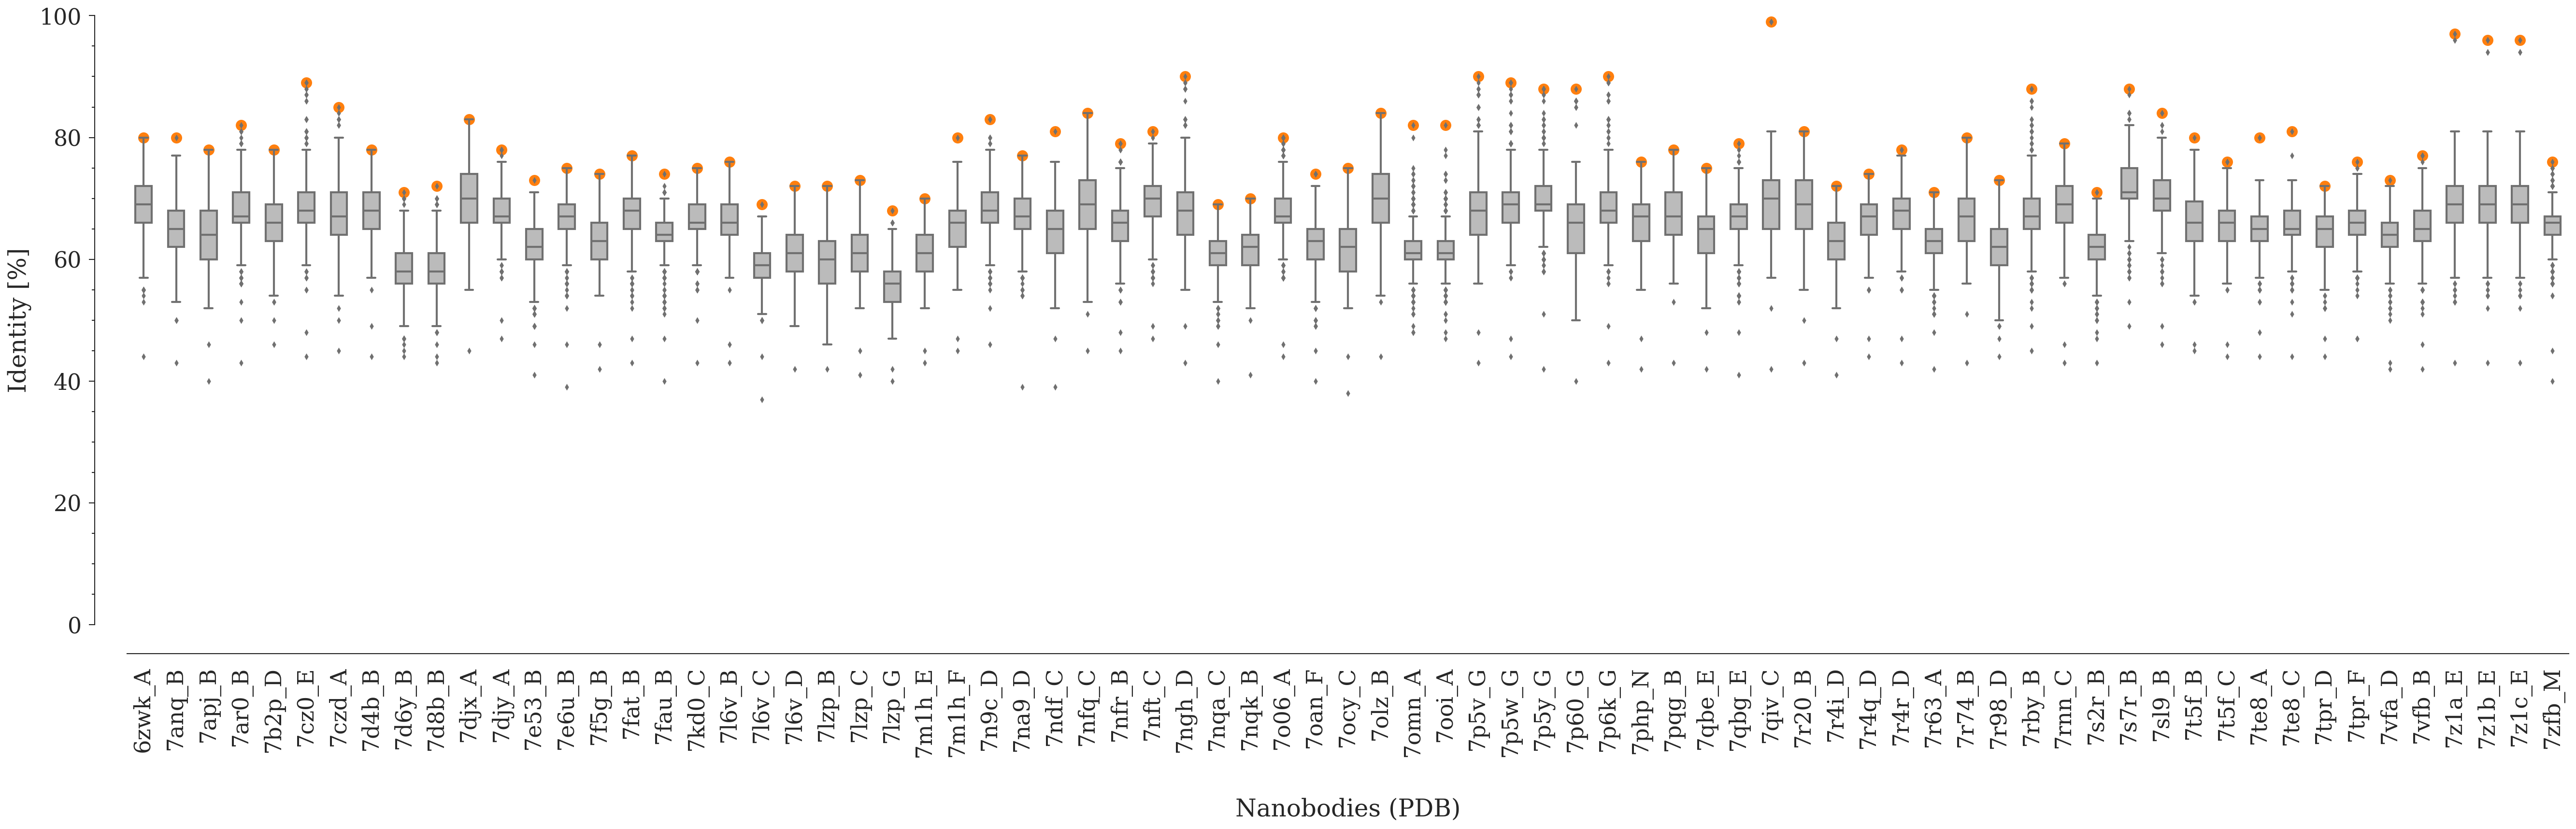 100
80
60
40
20
0
Identity [%]
6zwk_A
7anq_B
7apj_B
7ar0_B
7b2p_D
7cz0_E
7czd_A
7d4b_B
7d6y_B
7d8b_B
7djx_A
7djy_A
7e53_B
7e6u_B
7f5g_B
7fat_B
7fau_B
7kd0_C
7l6v_B
7l6v_C
7l6v_D
7lzp_B
7lzp_C
7lzp_G
7m1h_E
7m1h_F
7n9c_D
7na9_D
7ndf_C
7nfq_C
7nfr_B
7nft_C
7ngh_D
7nqa_C
7nqk_B
7o06_A
7oan_F
7ocy_C
7olz_B
7omn_A
7ooi_A
7p5v_G
7p5w_G
7p5y_G
7p60_G
7p6k_G
7php_N
7pqg_B
7qbe_E
7qbg_E
7qiv_C
7r20_B
7r4i_D
7r4q_D
7r4r_D
7r63_A
7r74_B
7r98_D
7rby_B
7rnn_C
7s2r_B
7s7r_B
7sl9_B
7t5f_B
7t5f_C
7te8_A
7te8_C
7tpr_D
7tpr_F
7vfa_D
7vfb_B
7z1a_E
7z1b_E
7z1c_E
7zfb_M
Nanobodies (PDB)